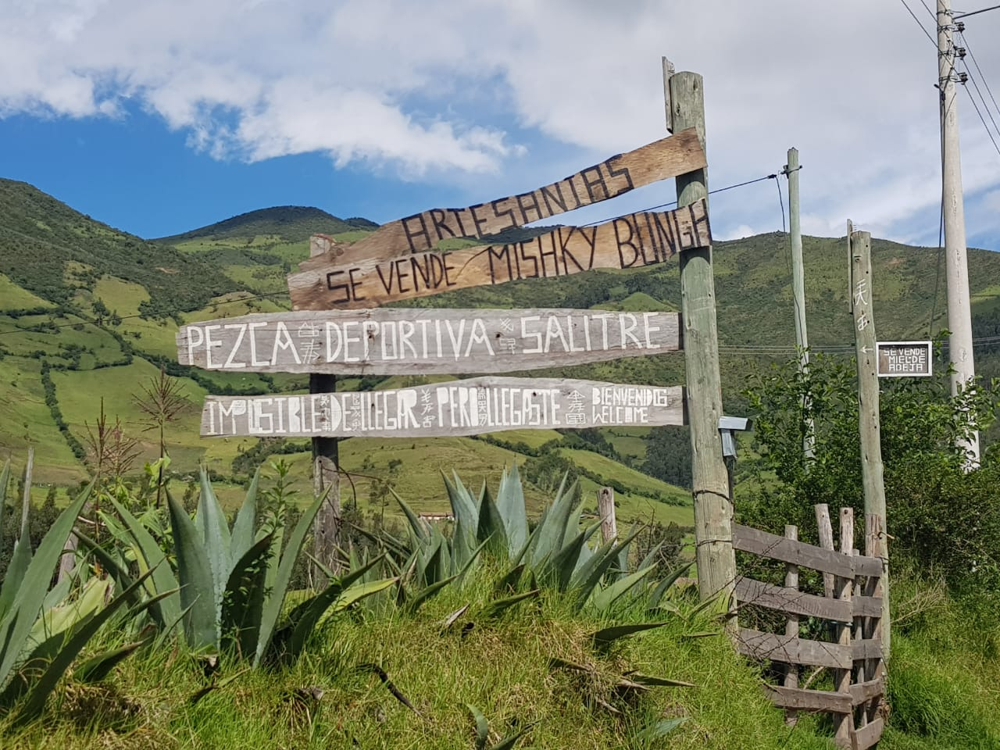 ARTESANIAS
SE VENDE MISHKY BUNGA
PEZCA DEPORTIVA SALITRE
IMPOSIBLE DE LLEGAR PERO LLEGASTE BIENVENIDOS
WELCOME
SE VENDE
MIEL DE
ABEJA